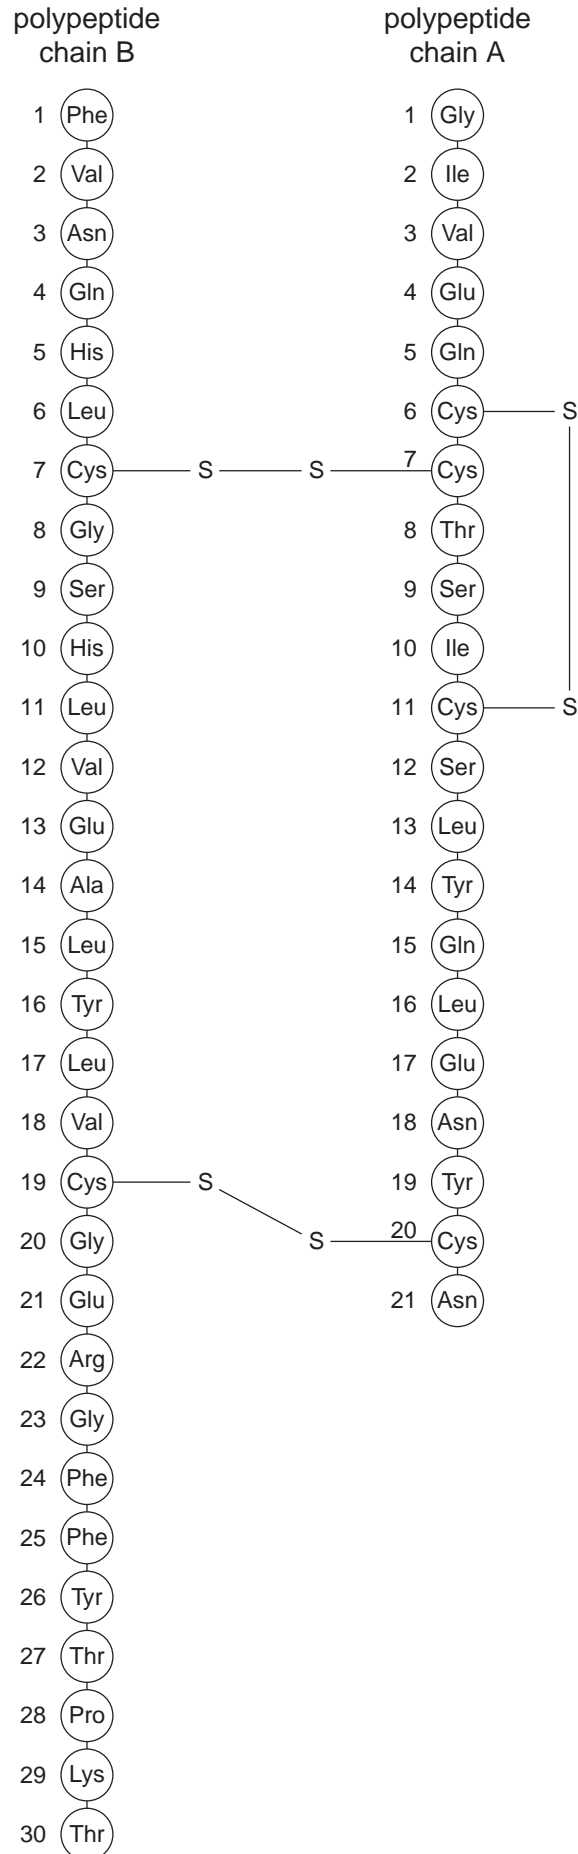 polypeptide chain B
polypeptide chain A
1 Phe
1 Gly
2 Val
2 Ile
3 Asn
3 Val
4 Gln
4 Glu
5 His
5 Gln
6 Leu
6 Cys S
7 Cys S S 7 Cys
8 Gly
8 Thr
9 Ser
9 Ser
10 His
10 Ile
11 Leu
11 Cys S
12 Val
12 Ser
13 Glu
13 Leu
14 Ala
14 Tyr
15 Leu
15 Gln
16 Tyr
16 Leu
17 Leu
17 Glu
18 Val
18 Asn
19 Cys S
19 Tyr
20 Gly
S 20 Cys
21 Glu
21 Asn
22 Arg
23 Gly
24 Phe
25 Phe
26 Tyr
27 Thr
28 Pro
29 Lys
30 Thr